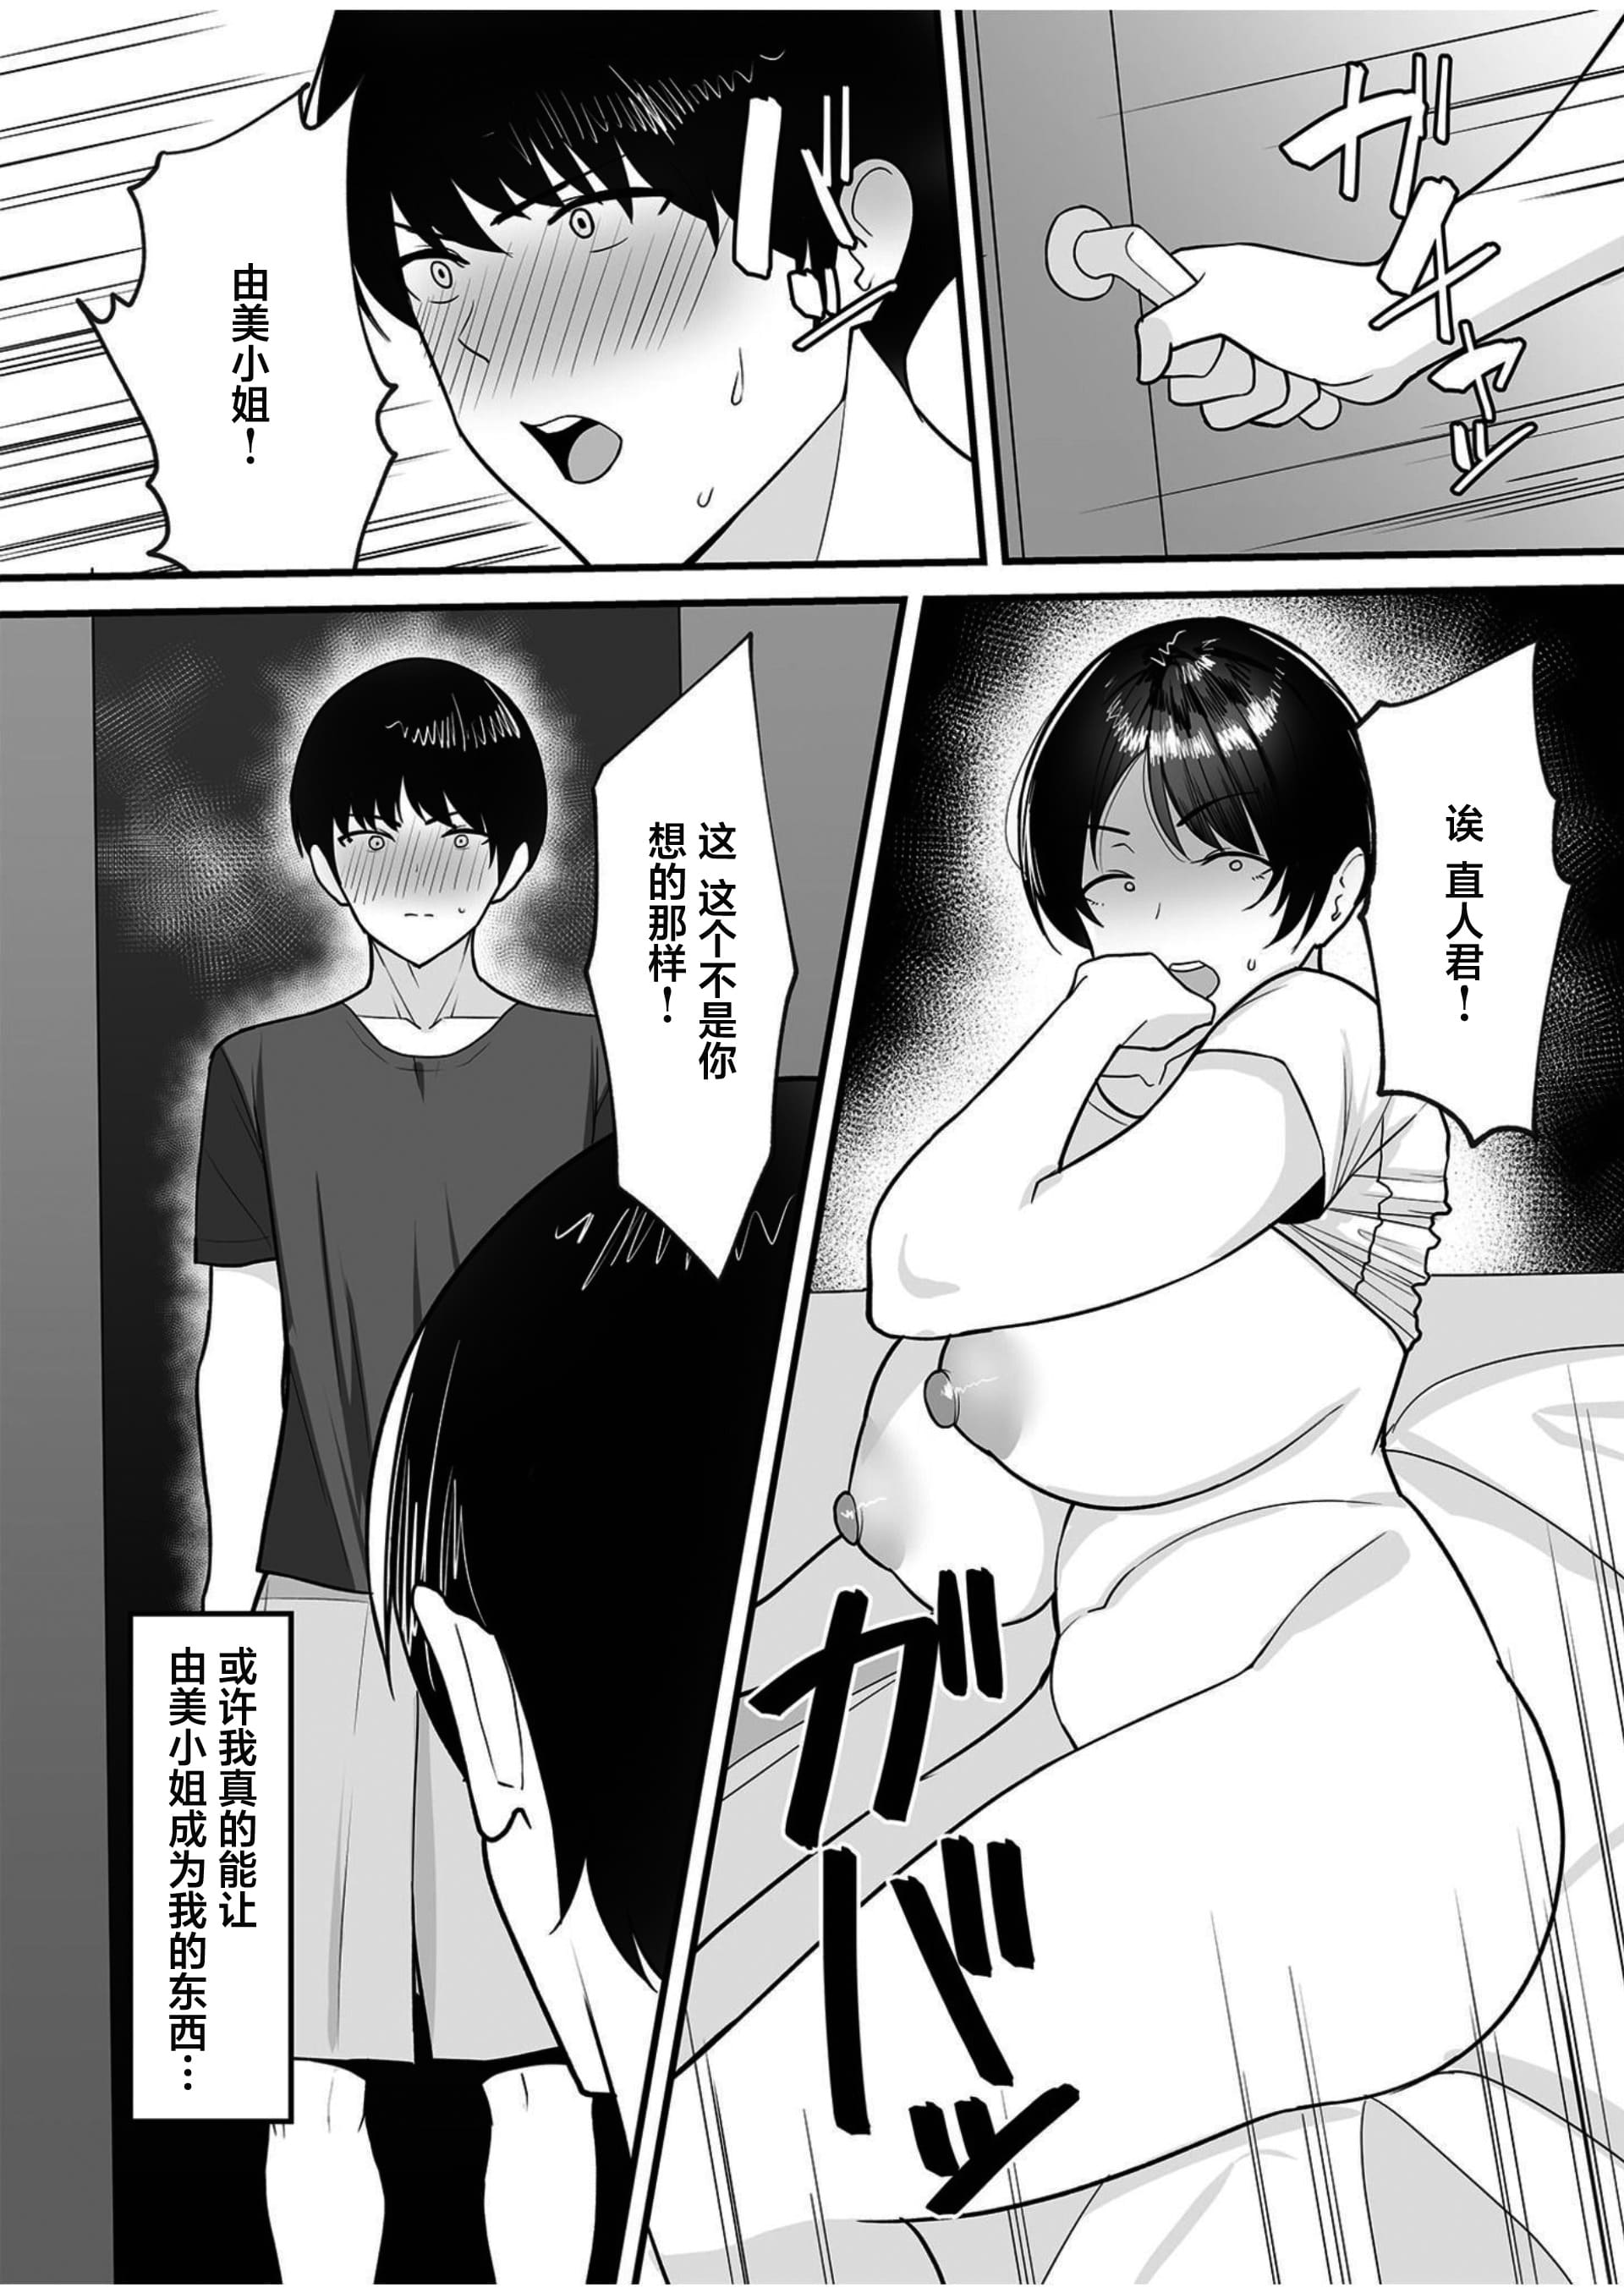 ガチャッ
由美小姐！
诶 直人君！
ガバッ
这 这个不是你
想的那样！
或许我真的能让
由美小姐成为我的东西…